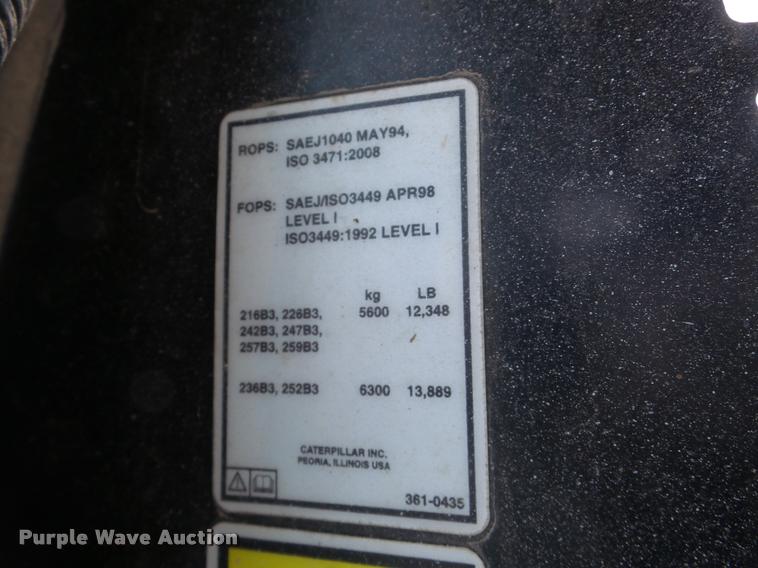 ROPS: SAEJ1040 MAY94,
ISO 3471:2008
FOPS: SAEJ/ISO3449 APR98
LEVEL I
ISO3449:1992 LEVEL I
kg LB
216B3, 226B3, 5600 12,348
242B3, 247B3,
257B3, 259B3
236B3, 252B3 6300 13,889
CATERPILLAR INC.
PEORIA, ILLINOIS USA
361-0435
Purple Wave Auction